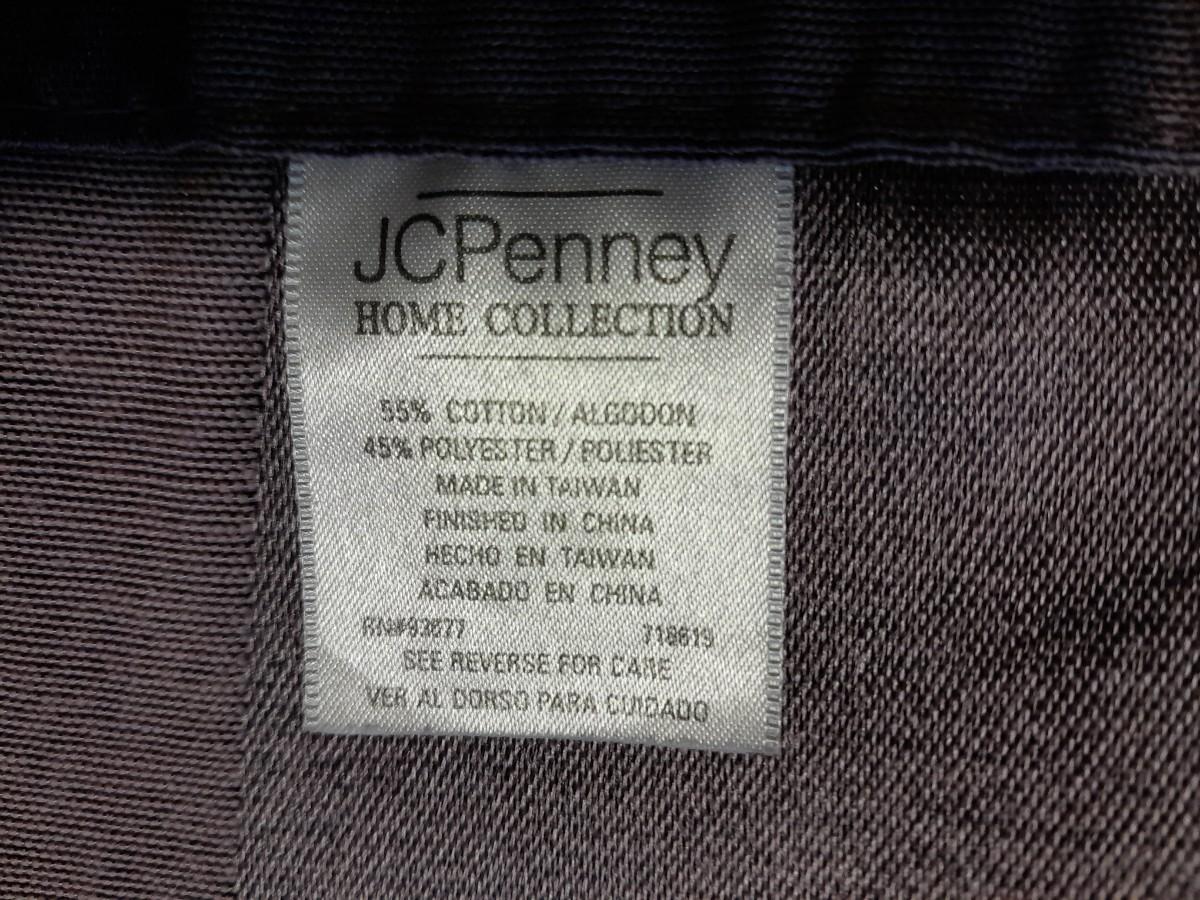 JCPenney
HOME COLLECTION
55% COTTON/ALGODON
45% POLYESTER/POLIESTER
MADE IN TAIWAN
FINISHED IN CHINA
HECHO EN TAIWAN
ACABADO EN CHINA
RN#93677 718619
SEE REVERSE FOR CARE
VER AL DORSO PARA CUIDADO